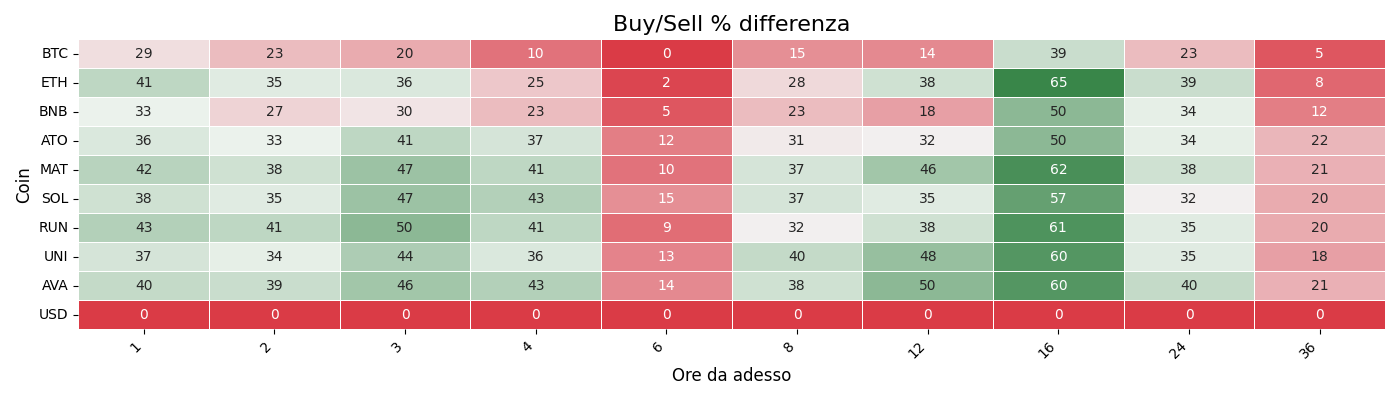 Buy/Sell % differenza
Coin
BTC 29 23 20 10 0 15 14 39 23 5
ETH 41 35 36 25 2 28 38 65 39 8
BNB 33 27 30 23 5 23 18 50 34 12
ATO 36 33 41 37 12 31 32 50 34 22
MAT 42 38 47 41 10 37 46 62 38 21
SOL 38 35 47 43 15 37 35 57 32 20
RUN 43 41 50 41 9 32 38 61 35 20
UNI 37 34 44 36 13 40 48 60 35 18
AVA 40 39 46 43 14 38 50 60 40 21
USD 0 0 0 0 0 0 0 0 0 0
1 2 3 4 6 8 12 16 24 36
Ore da adesso